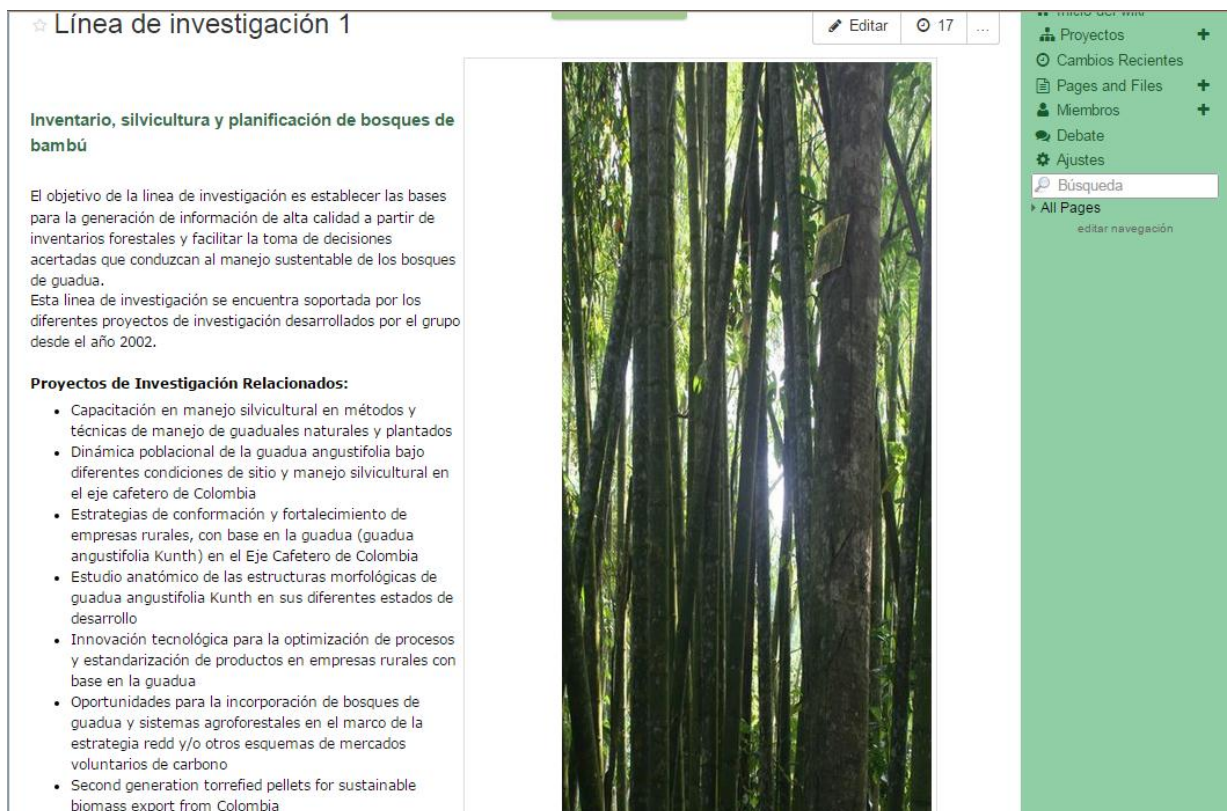 Línea de investigación 1
Editar
17
...
Inventario, silvicultura y planificación de bosques de
bambú
El objetivo de la linea de investigación es establecer las bases
para la generación de información de alta calidad a partir de
inventarios forestales y facilitar la toma de decisiones
acertadas que conduzcan al manejo sustentable de los bosques
de guadua.
Esta linea de investigación se encuentra soportada por los
diferentes proyectos de investigación desarrollados por el grupo
desde el año 2002.
Proyectos de Investigación Relacionados:
Capacitación en manejo silvicultural en métodos y
técnicas de manejo de guaduales naturales y plantados
Dinámica poblacional de la guadua angustifolia bajo
diferentes condiciones de sitio y manejo silvicultural en
el eje cafetero de Colombia
Estrategias de conformación y fortalecimiento de
empresas rurales, con base en la guadua (guadua
angustifolia Kunth) en el Eje Cafetero de Colombia
Estudio anatómico de las estructuras morfológicas de
guadua angustifolia Kunth en sus diferentes estados de
desarrollo
Innovación tecnológica para la optimización de procesos
y estandarización de productos en empresas rurales con
base en la guadua
Oportunidades para la incorporación de bosques de
guadua y sistemas agroforestales en el marco de la
estrategia redd y/o otros esquemas de mercados
voluntarios de carbono
Second generation torrefied pellets for sustainable
biomass export from Colombia
Inicio del wiki
Proyectos
Cambios Recientes
Pages and Files
Miembros
Debate
Ajustes
Búsqueda
All Pages
editar navegación